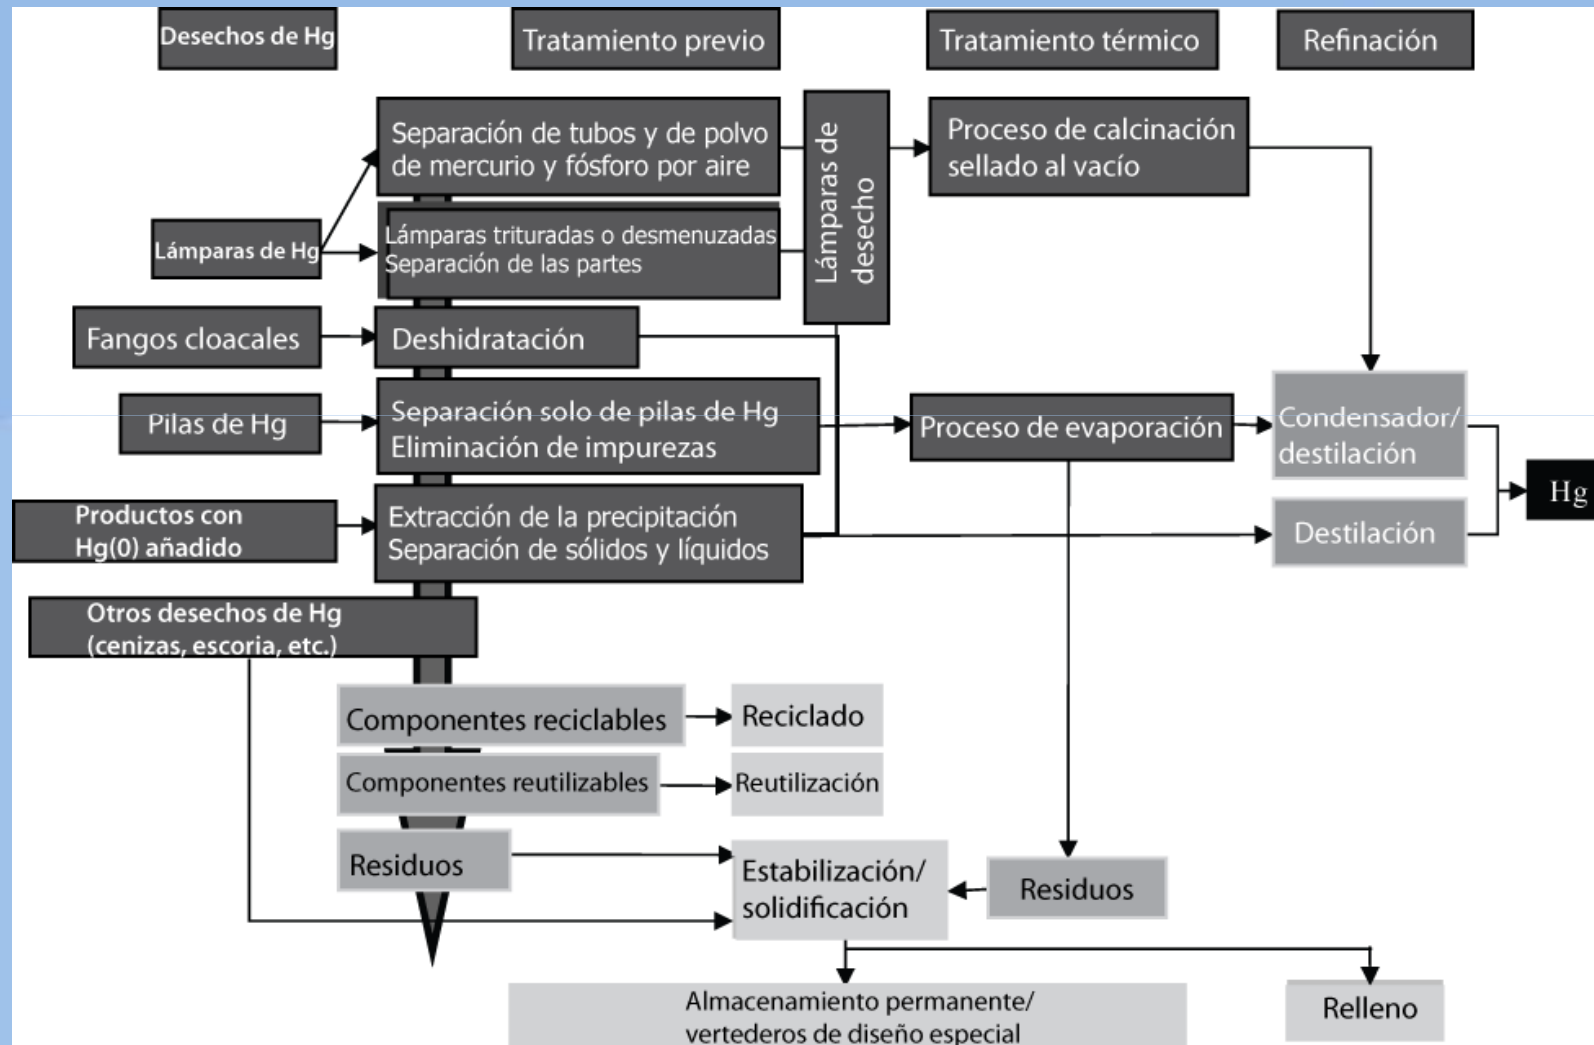 Desechos de Hg
Tratamiento previo
Tratamiento térmico
Refinación
Separación de tubos y de polvo
de mercurio y fósforo por aire
Lámparas de
desecho
Proceso de calcinación
sellado al vacío
Lámparas de Hg
Lámparas trituradas o desmenuzadas
Separación de las partes
Fangos cloacales
Deshidratación
Pilas de Hg
Separación solo de pilas de Hg
Eliminación de impurezas
Proceso de evaporación
Condensador/
destilación
Hg
Productos con
Hg(0) añadido
Extracción de la precipitación
Separación de sólidos y líquidos
Destilación
Otros desechos de Hg
(cenizas, escoria, etc.)
Componentes reciclables
Reciclado
Componentes reutilizables
Reutilización
Residuos
Estabilización/
solidificación
Residuos
Almacenamiento permanente/
vertederos de diseño especial
Relleno